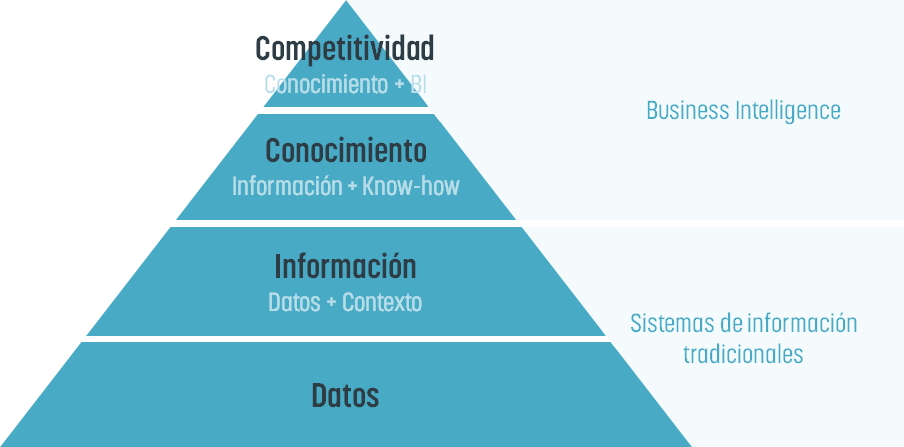 Competitividad
Conocimiento + BI
Business Intelligence
Conocimiento
Información + Know-how
Información
Datos + Contexto
Sistemas de información
tradicionales
Datos